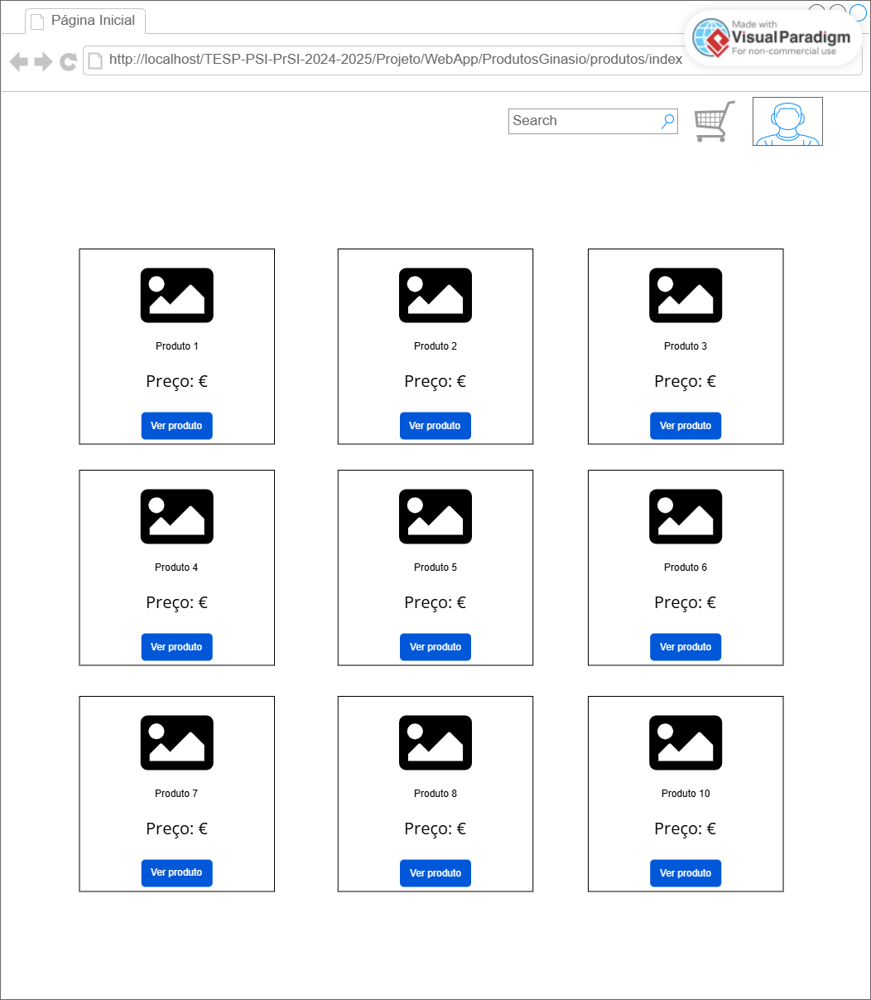 Página Inicial
Made with
VisualParadigm
For non-commercial use
http://localhost/TESP-PSI-PrSI-2024-2025/Projeto/WebApp/ProdutosGinasio/produtos/index
Search
Produto 1
Preço: €
Ver produto
Produto 2
Preço: €
Ver produto
Produto 3
Preço: €
Ver produto
Produto 4
Preço: €
Ver produto
Produto 5
Preço: €
Ver produto
Produto 6
Preço: €
Ver produto
Produto 7
Preço: €
Ver produto
Produto 8
Preço: €
Ver produto
Produto 10
Preço: €
Ver produto